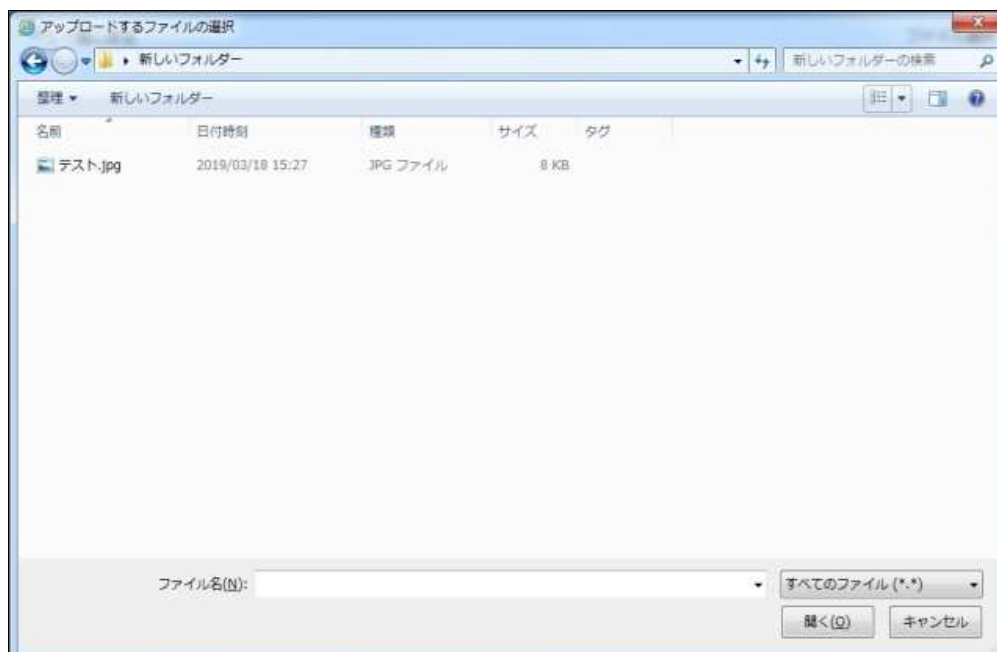 アップロードするファイルの選択
新しいフォルダー
新しいフォルダーの検索
整理 新しいフォルダー
名前 日付時刻 種類 サイズ タグ
テスト.jpg 2019/03/18 15:27 JPG ファイル 8 KB
ファイル名(N): すべてのファイル (*.*)
開く(O) キャンセル